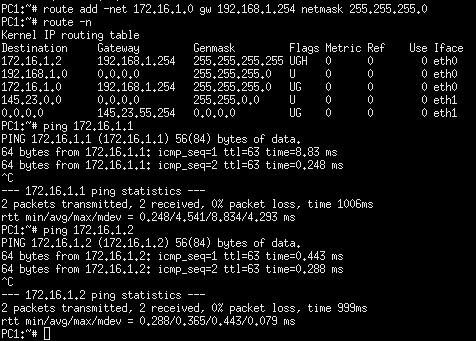 PC1:~# route add -net 172.16.1.0 gw 192.168.1.254 netmask 255.255.255.0
PC1:~# route -n
Kernel IP routing table
Destination     Gateway         Genmask         Flags Metric Ref    Use Iface
172.16.1.2      192.168.1.254   255.255.255.255 UGH   0      0        0 eth0
192.168.1.0     0.0.0.0         255.255.255.0   U     0      0        0 eth0
172.16.1.0      192.168.1.254   255.255.255.0   UG    0      0        0 eth0
145.23.0.0      0.0.0.0         255.255.0.0     U     0      0        0 eth1
0.0.0.0         145.23.55.254   0.0.0.0         UG    0      0        0 eth1
PC1:~# ping 172.16.1.1
PING 172.16.1.1 (172.16.1.1) 56(84) bytes of data.
64 bytes from 172.16.1.1: icmp_seq=1 ttl=63 time=8.83 ms
64 bytes from 172.16.1.1: icmp_seq=2 ttl=63 time=0.248 ms
^C
--- 172.16.1.1 ping statistics ---
2 packets transmitted, 2 received, 0% packet loss, time 1006ms
rtt min/avg/max/mdev = 0.248/4.541/8.834/4.293 ms
PC1:~# ping 172.16.1.2
PING 172.16.1.2 (172.16.1.2) 56(84) bytes of data.
64 bytes from 172.16.1.2: icmp_seq=1 ttl=63 time=0.443 ms
64 bytes from 172.16.1.2: icmp_seq=2 ttl=63 time=0.288 ms
^C
--- 172.16.1.2 ping statistics ---
2 packets transmitted, 2 received, 0% packet loss, time 999ms
rtt min/avg/max/mdev = 0.288/0.365/0.443/0.079 ms
PC1:~#